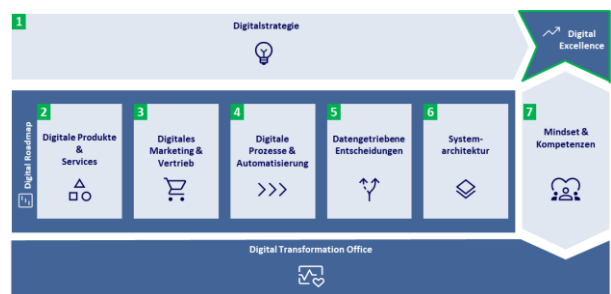 1
Digitalstrategie
Digital
Excellence
Digital Roadmap
2
Digitale Produkte
&
Services
3
Digitales
Marketing &
Vertrieb
4
Digitale
Prozesse &
Automatisierung
5
Datengetriebene
Entscheidungen
6
System-
architektur
7
Mindset &
Kompetenzen
Digital Transformation Office